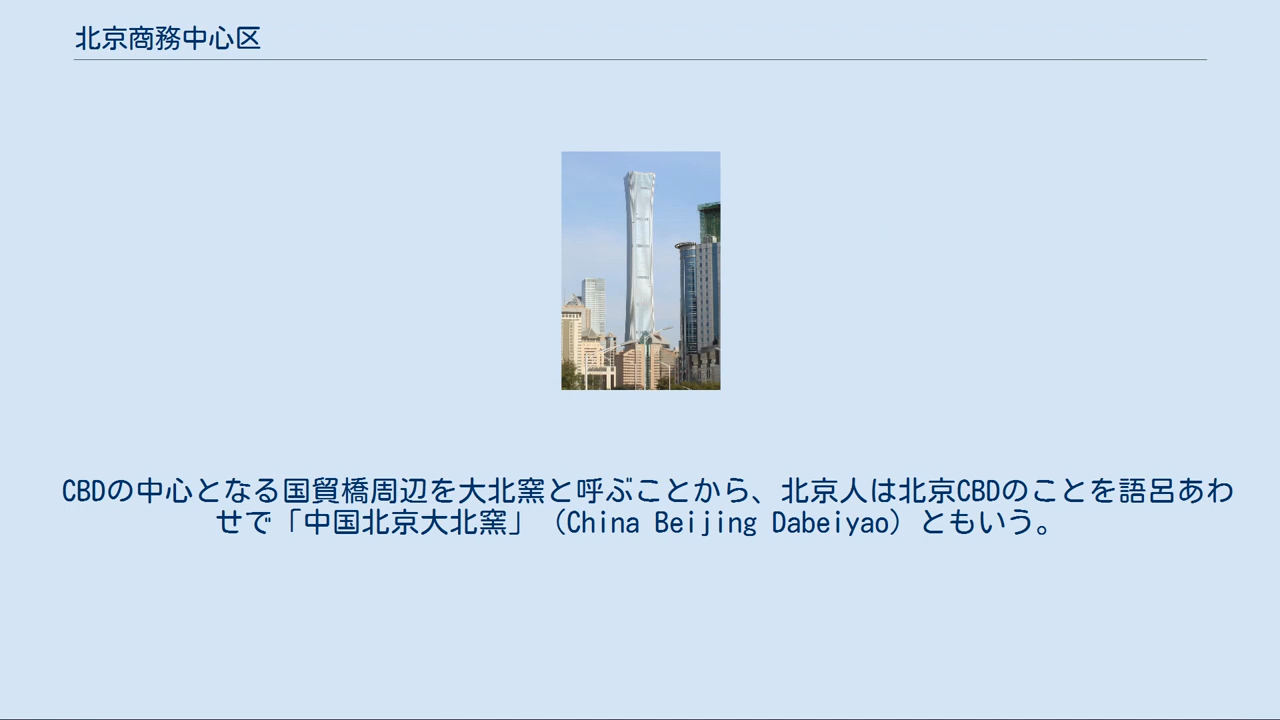 北京商務中心区
CBDの中心となる国貿橋周辺を大北窯と呼ぶことから、北京人は北京CBDのことを語呂あわ
せで「中国北京大北窯」（China Beijing Dabeiyao）ともいう。